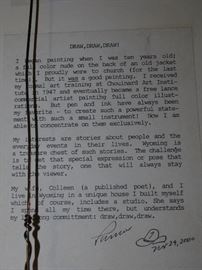 DRAW, DRAW, DRAW!
I began painting when I was ten years old;
a full color nude on the back of an old jacket
which I proudly wore to church (for the last
time). But it was a good painting. I received
my formal art training at Chouinard Art Insti-
tute in 1947 and eventually became a free lance
commercial artist painting full color illust-
rations. But pen and ink have always been
my favorite - to create such a powerful state-
ment with such a small instrument! Now I am
able to concentrate on them exclusively.
My interests are stories about people and the
everyday events in their lives. Wyoming is
a treasure chest of such stories. The challenge
is to get that special expression or pose that
tells the story, one that will always stay
with the viewer.
My wife, Colleen (a published poet), and I
live in Wyoming in a unique house I built myself
which, of course, includes a studio. She says
I draw all my time there, but understands
my long commitment: draw, draw, draw.
Nov 29, 2000